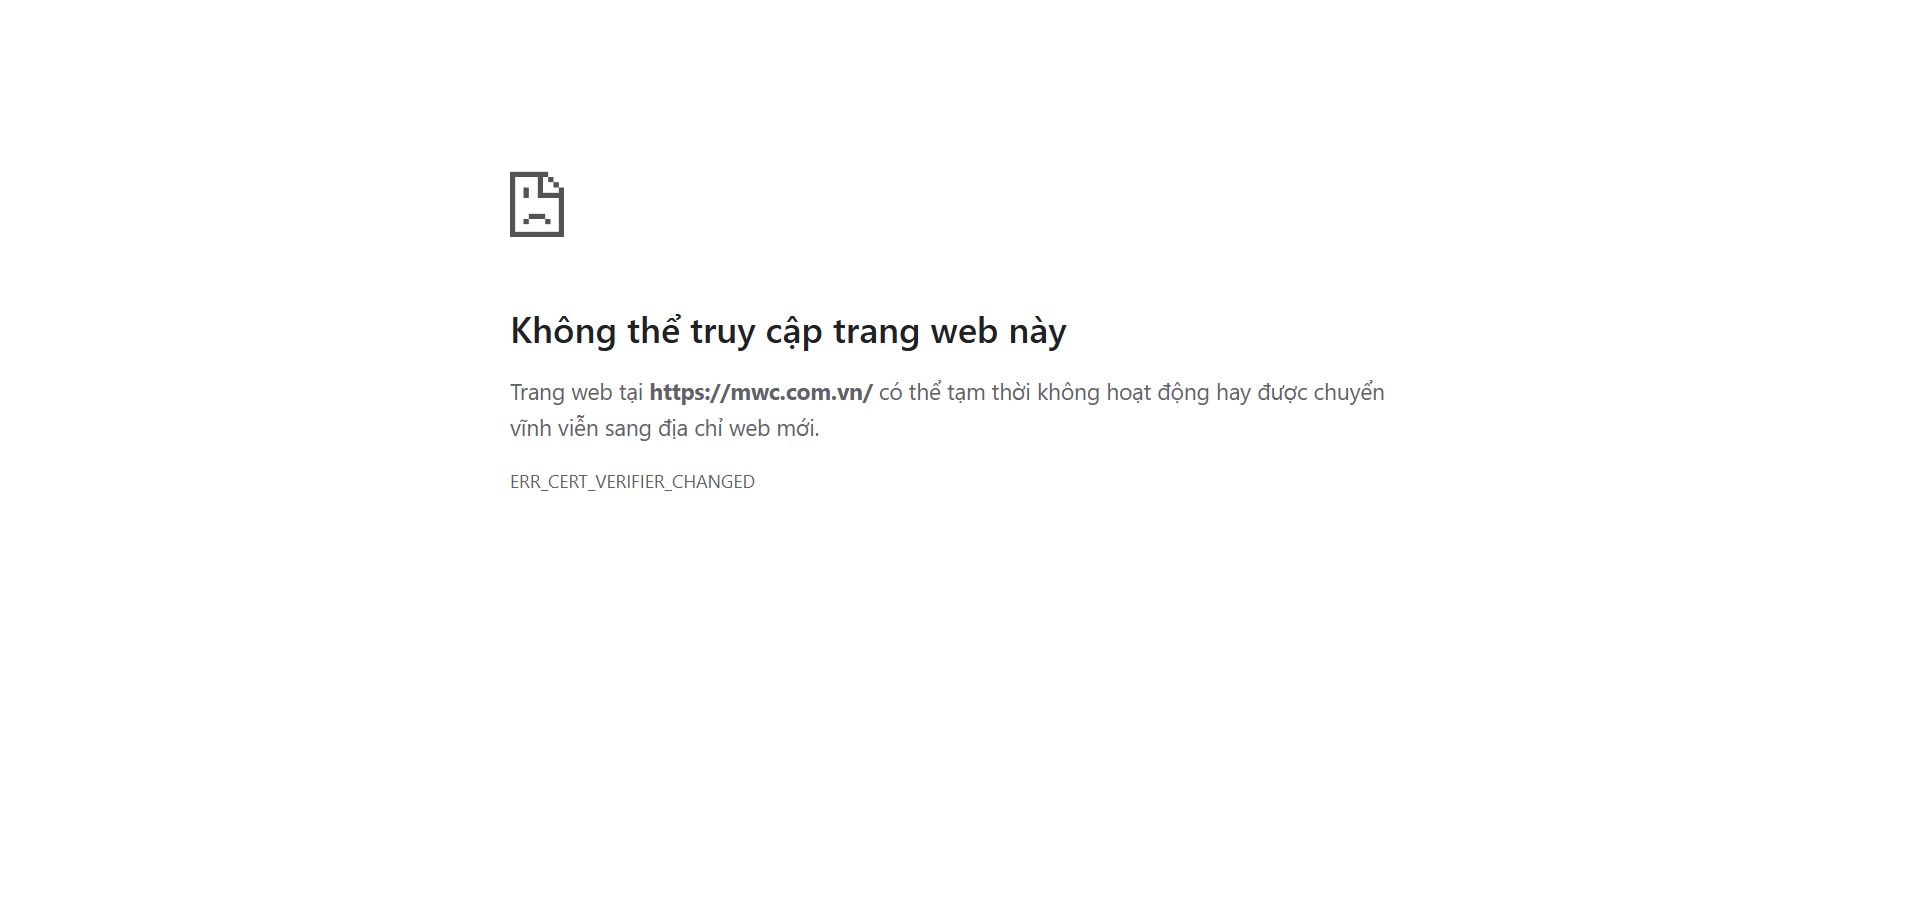 Không thể truy cập trang web này
Trang web tại https://mwc.com.vn/ có thể tạm thời không hoạt động hay được chuyển
vĩnh viễn sang địa chỉ web mới.
ERR_CERT_VERIFIER_CHANGED